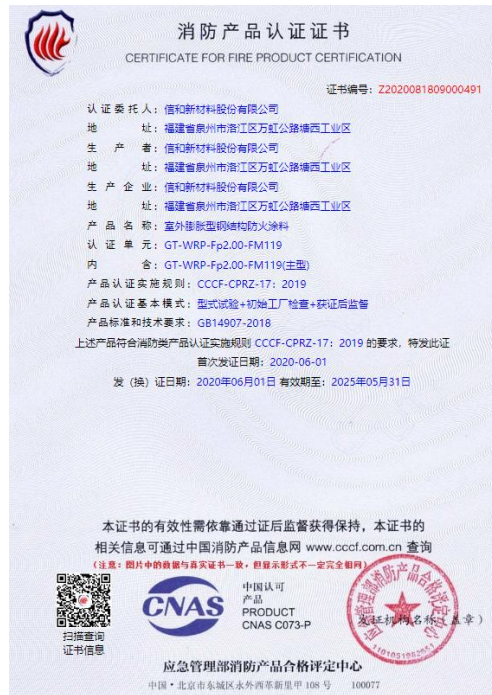 消防产品认证证书
CERTIFICATE FOR FIRE PRODUCT CERTIFICATION
证书编号：Z2020081809000491
认证委托人：信和新材料股份有限公司
地址：福建省泉州市洛江区万虹公路塘西工业区
生产者：信和新材料股份有限公司
地址：福建省泉州市洛江区万虹公路塘西工业区
生产企业：信和新材料股份有限公司
地址：福建省泉州市洛江区万虹公路塘西工业区
产品名称：室外膨胀型钢结构防火涂料
认证单元：GT-WRP-Fp2.00-FM119
内含：GT-WRP-Fp2.00-FM119(主型)
产品认证实施规则：CCCF-CPRZ-17：2019
产品认证基本模式：型式试验+初始工厂检查+获证后监督
产品标准和技术要求：GB14907-2018
上述产品符合消防类产品认证实施规则 CCCF-CPRZ-17：2019 的要求，特发此证
首次发证日期：2020-06-01
发（换）证日期：2020年06月01日 有效期至：2025年05月31日
本证书的有效性需依靠通过证后监督获得保持，本证书的
相关信息可通过中国消防产品信息网 www.cccf.com.cn 查询
（注意：图片中的数据与真实证书一致，但显示形式不一定完全相同）
扫描查询
证书信息
CNAS
中国认可
产品
PRODUCT
CNAS C073-P
应急管理部消防产品合格评定中心
发证机构名称（盖章）
1101051982651
应急管理部消防产品合格评定中心
中国·北京市东城区永外西革新里甲108号 100077